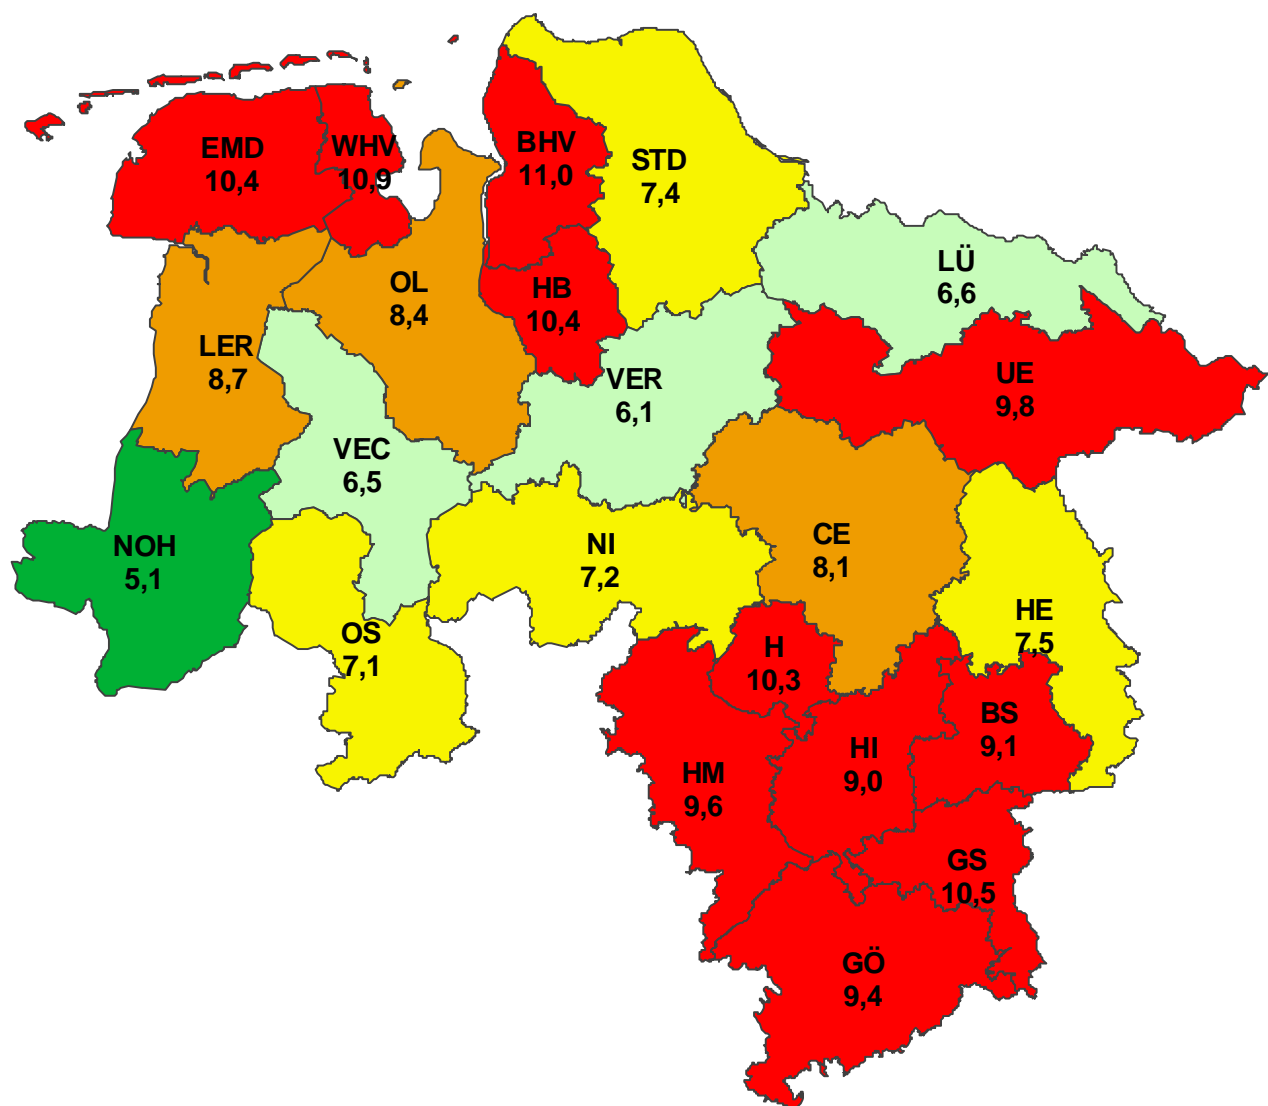 EMD
10,4
WHV
10,9
BHV
11,0
STD
7,4
LÜ
6,6
OL
8,4
HB
10,4
LER
8,7
VER
6,1
UE
9,8
VEC
6,5
NOH
5,1
NI
7,2
CE
8,1
OS
7,1
HE
7,5
H
10,3
BS
9,1
HI
9,0
HM
9,6
GS
10,5
GÖ
9,4